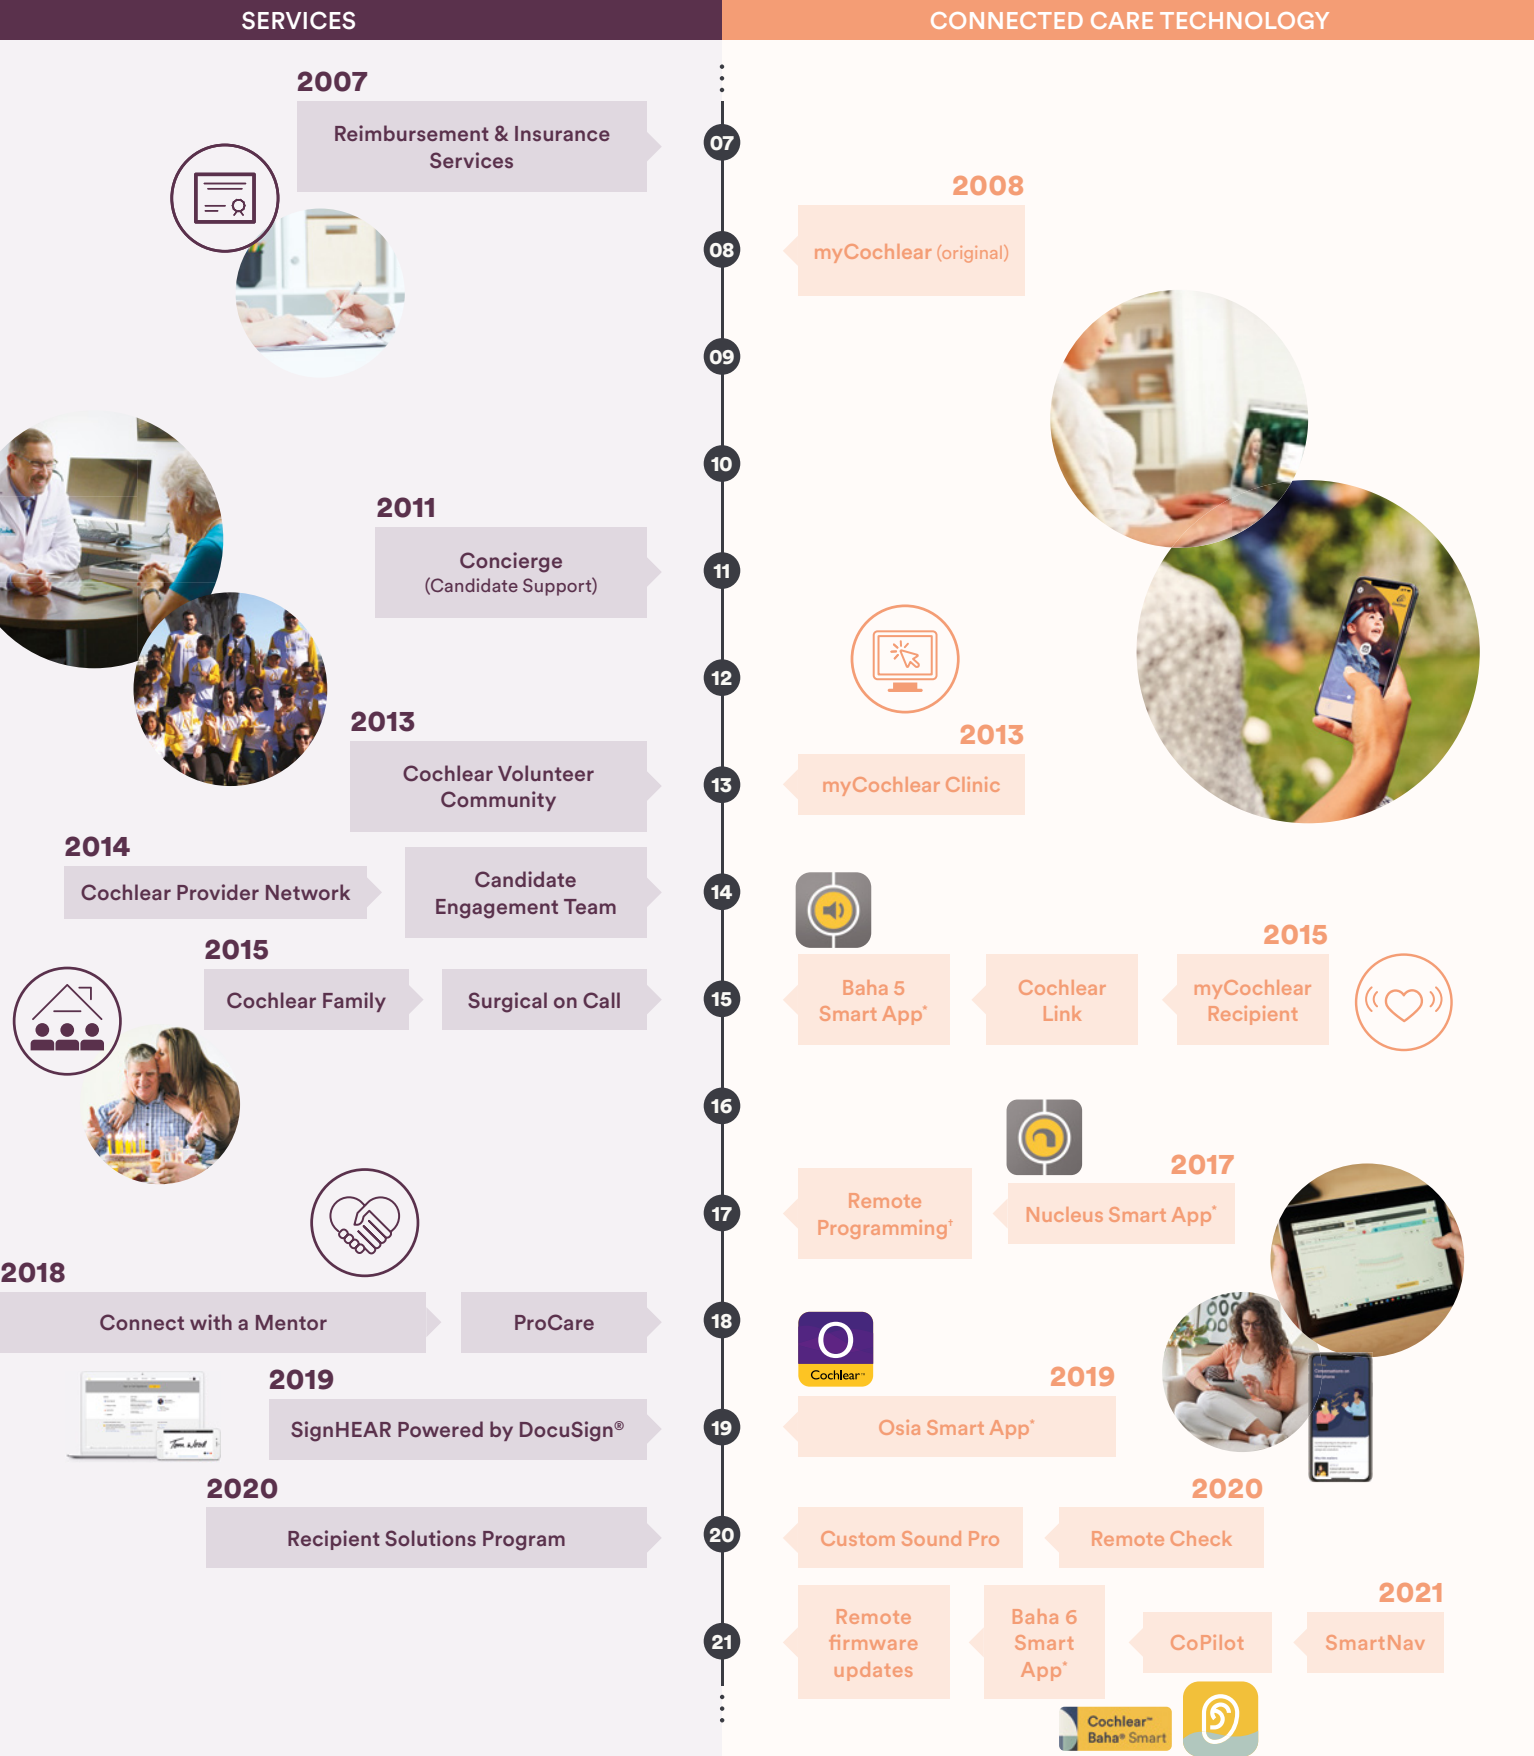 SERVICES
CONNECTED CARE TECHNOLOGY
2007
Reimbursement & Insurance
Services
07
2008
08
myCochlear (original)
09
10
2011
Concierge
(Candidate Support)
11
12
2013
Cochlear Volunteer
Community
13
2013
myCochlear Clinic
2014
Cochlear Provider Network
Candidate
Engagement Team
14
2015
Cochlear Family
Surgical on Call
15
2015
Baha 5
Smart App*
Cochlear
Link
myCochlear
Recipient
16
17
2017
Remote
Programming†
Nucleus Smart App*
2018
Connect with a Mentor
ProCare
18
Cochlear™
2019
SignHEAR Powered by DocuSign®
Tom Wood
19
2019
Osia Smart App*
2020
Recipient Solutions Program
20
2020
Custom Sound Pro
Remote Check
21
2021
Remote
firmware
updates
Baha 6
Smart
App*
CoPilot
SmartNav
Cochlear™
Baha® Smart